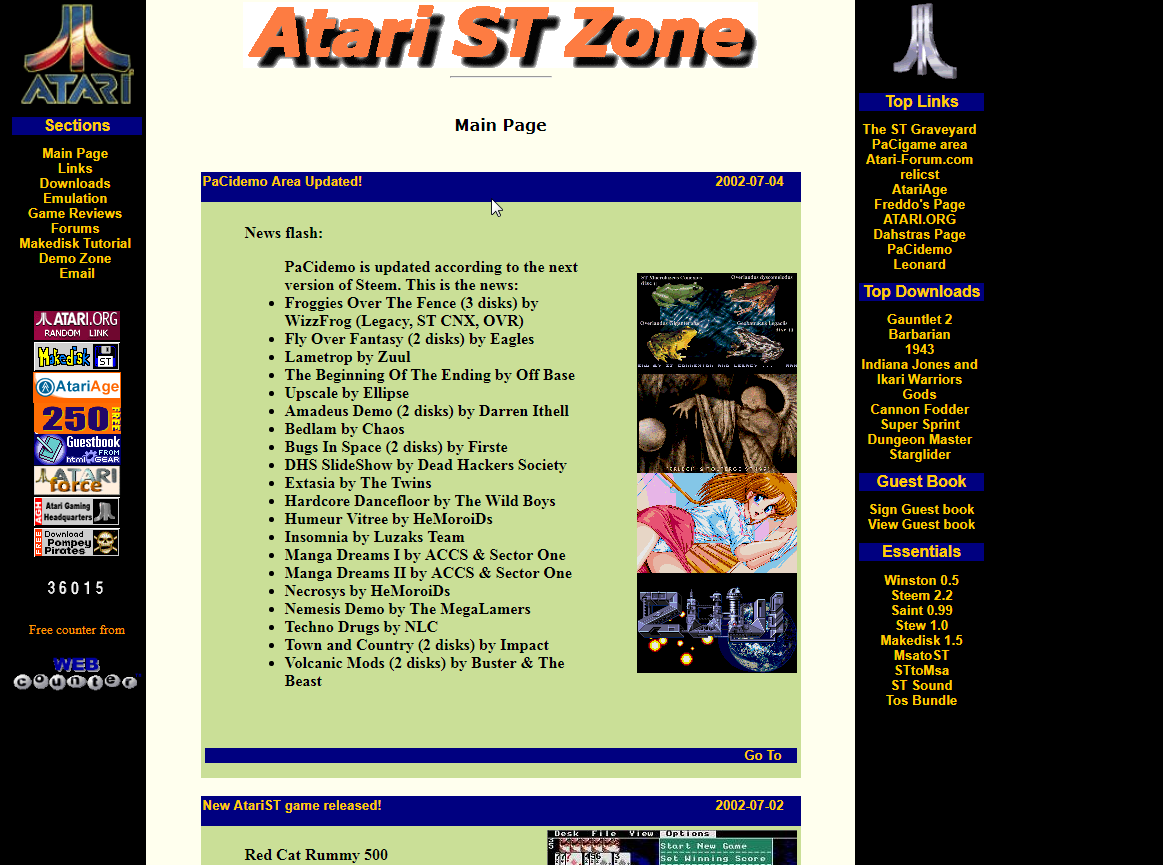 ATARI
Sections
Main Page
Links
Downloads
Emulation
Game Reviews
Forums
Makedisk Tutorial
Demo Zone
Email
ATARI.ORG
RANDOM LINK
Makedisk ST
AtariAge
250 FREE
Guestbook
FROM
htmlGEAR
ATARI
force
AGH
Atari Gaming
Headquarters
FREE
Download
Pompey
Pirates
36015
Free counter from
WEB
counter
Atari ST Zone
Main Page
PaCidemo Area Updated! 2002-07-04
News flash:
PaCidemo is updated according to the next
version of Steem. This is the news:
Froggies Over The Fence (3 disks) by
WizzFrog (Legacy, ST CNX, OVR)
Fly Over Fantasy (2 disks) by Eagles
Lametrop by Zuul
The Beginning Of The Ending by Off Base
Upscale by Ellipse
Amadeus Demo (2 disks) by Darren Ithell
Bedlam by Chaos
Bugs In Space (2 disks) by Firste
DHS SlideShow by Dead Hackers Society
Extasia by The Twins
Hardcore Dancefloor by The Wild Boys
Humeur Vitree by HeMoroiDs
Insomnia by Luzaks Team
Manga Dreams I by ACCS & Sector One
Manga Dreams II by ACCS & Sector One
Necrosys by HeMoroiDs
Nemesis Demo by The MegaLamers
Techno Drugs by NLC
Town and Country (2 disks) by Impact
Volcanic Mods (2 disks) by Buster & The
Beast
ZUUL
Go To
New AtariST game released! 2002-07-02
Red Cat Rummy 500
Desk File View Options
Start New Game
Set Winning Score
Top Links
The ST Graveyard
PaCigame area
Atari-Forum.com
relicst
AtariAge
Freddo's Page
ATARI.ORG
Dahstras Page
PaCidemo
Leonard
Top Downloads
Gauntlet 2
Barbarian
1943
Indiana Jones and
Ikari Warriors
Gods
Cannon Fodder
Super Sprint
Dungeon Master
Starglider
Guest Book
Sign Guest book
View Guest book
Essentials
Winston 0.5
Steem 2.2
Saint 0.99
Stew 1.0
Makedisk 1.5
MsatoST
STtoMsa
ST Sound
Tos Bundle